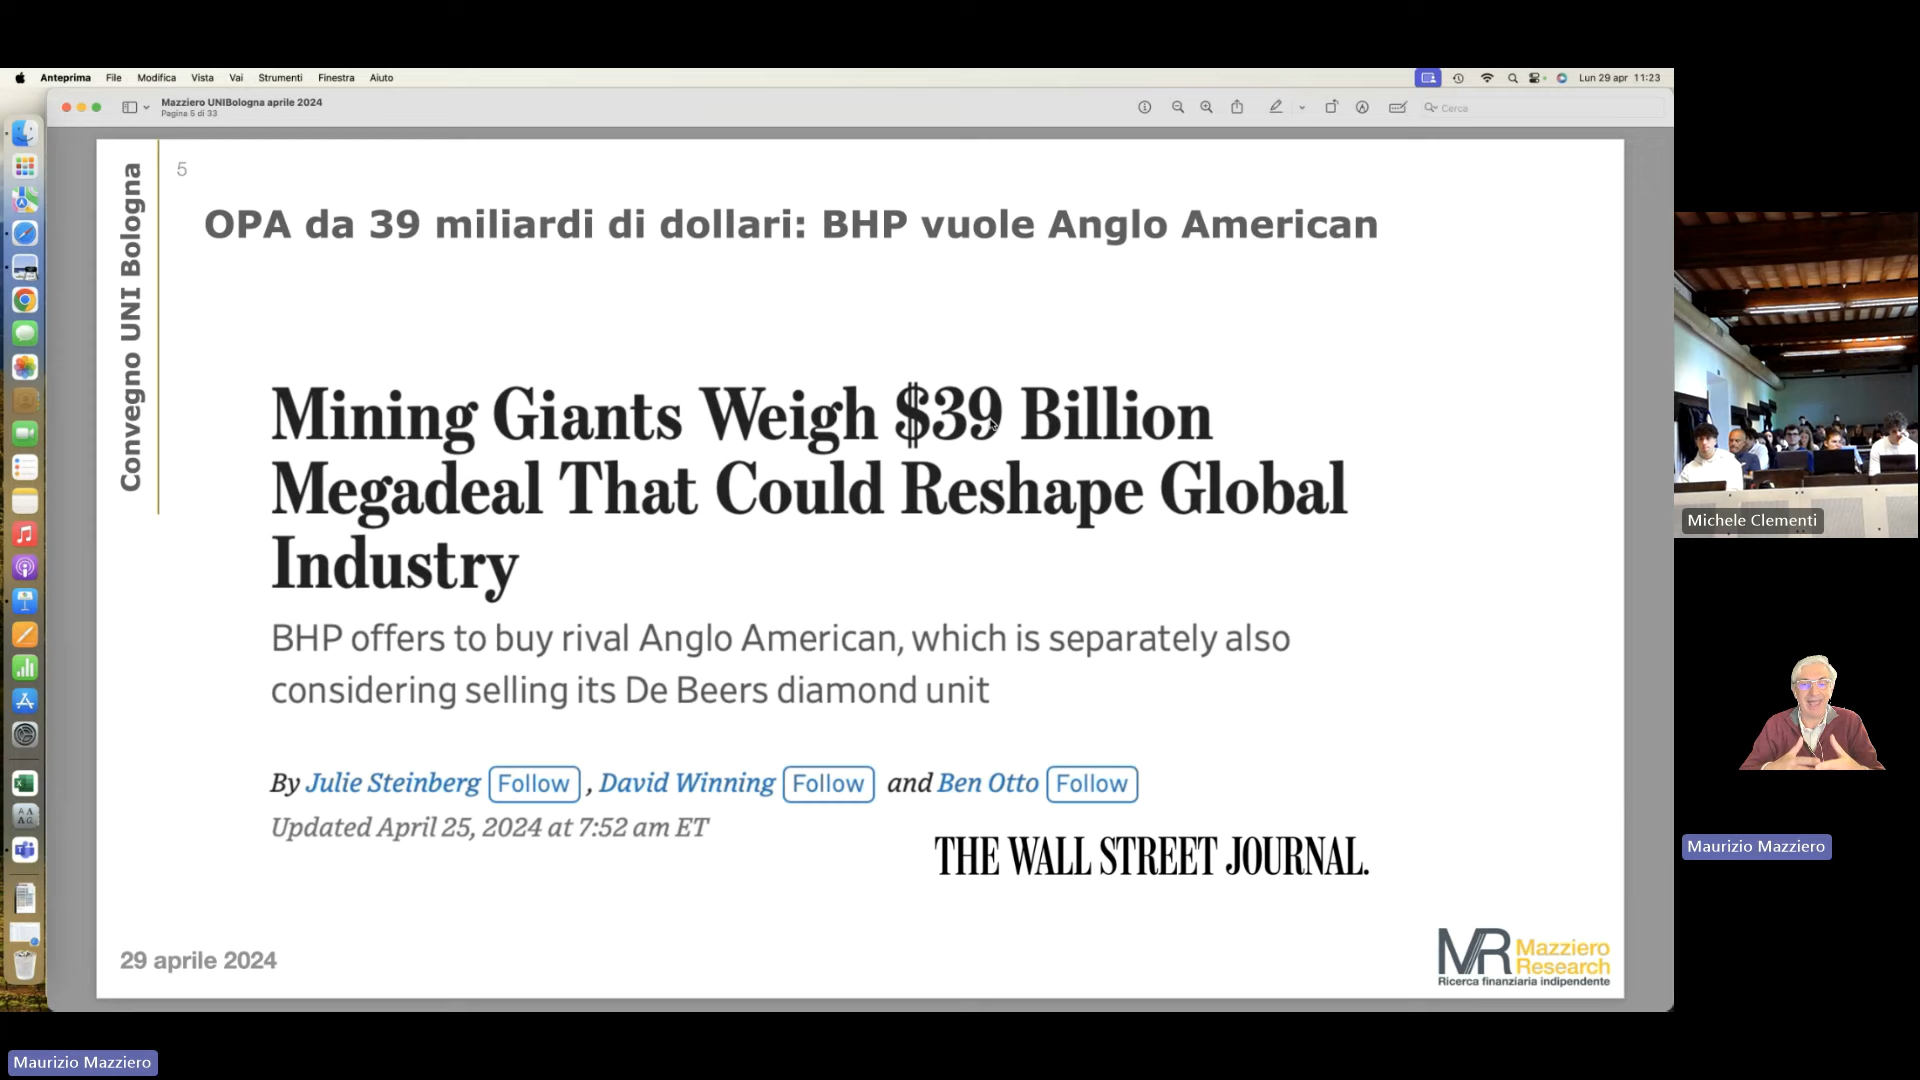 Anteprima File Modifica Vista Vai Strumenti Finestra Aiuto
Lun 29 apr 11:23
Mazziero UNIBologna aprile 2024
Pagina 5 di 33
Cerca
Convegno UNI Bologna
5
OPA da 39 miliardi di dollari: BHP vuole Anglo American
Mining Giants Weigh $39 Billion
Megadeal That Could Reshape Global
Industry
BHP offers to buy rival Anglo American, which is separately also
considering selling its De Beers diamond unit
By Julie Steinberg Follow , David Winning Follow and Ben Otto Follow
Updated April 25, 2024 at 7:52 am ET
THE WALL STREET JOURNAL.
29 aprile 2024
MR Mazziero
Research
Ricerca finanziaria indipendente
Michele Clementi
Maurizio Mazziero
Maurizio Mazziero